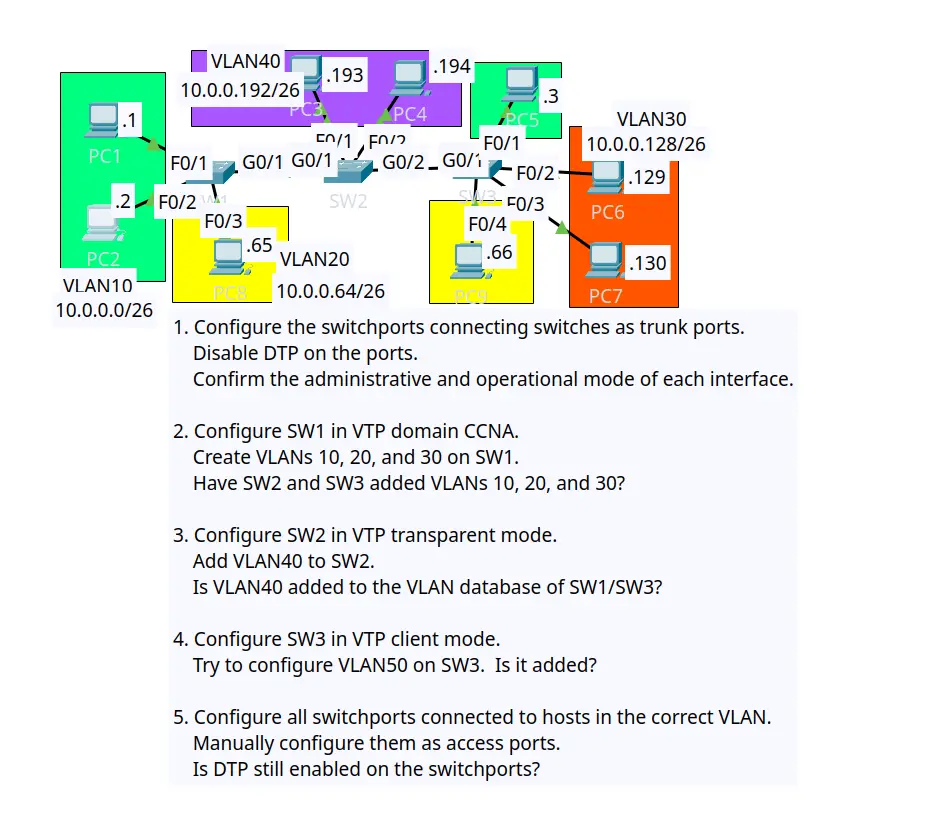 VLAN40
.193
.194
10.0.0.192/26
PC3
PC4
.3
PC5
VLAN30
10.0.0.128/26
.1
PC1
F0/1
F0/2
F0/1
F0/1
G0/1
G0/1
G0/2
G0/1
F0/2
.129
SW2
SW3
.2
F0/2
F0/3
PC6
F0/3
F0/4
PC2
.65
VLAN20
.66
.130
VLAN10
PC8
10.0.0.64/26
PC9
PC7
10.0.0.0/26
1. Configure the switchports connecting switches as trunk ports.
Disable DTP on the ports.
Confirm the administrative and operational mode of each interface.
2. Configure SW1 in VTP domain CCNA.
Create VLANs 10, 20, and 30 on SW1.
Have SW2 and SW3 added VLANs 10, 20, and 30?
3. Configure SW2 in VTP transparent mode.
Add VLAN40 to SW2.
Is VLAN40 added to the VLAN database of SW1/SW3?
4. Configure SW3 in VTP client mode.
Try to configure VLAN50 on SW3. Is it added?
5. Configure all switchports connected to hosts in the correct VLAN.
Manually configure them as access ports.
Is DTP still enabled on the switchports?